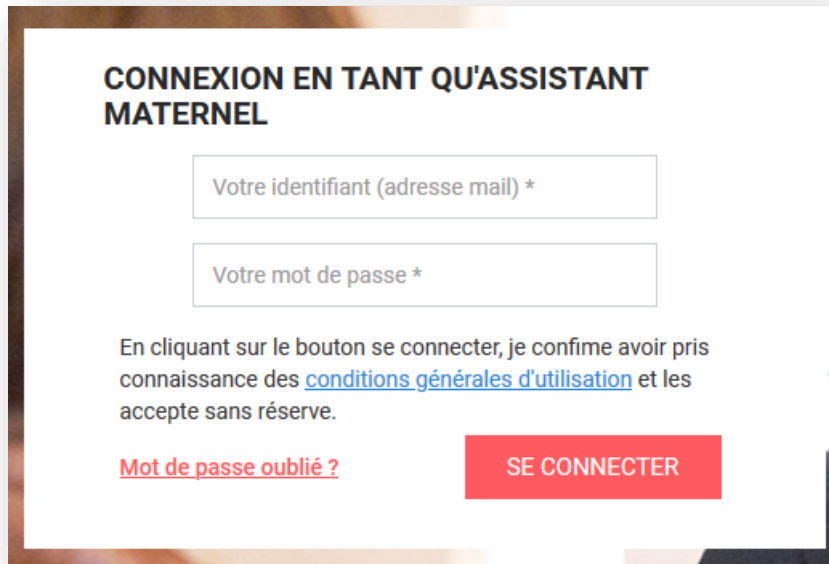 CONNEXION EN TANT QU'ASSISTANT
MATERNEL
Votre identifiant (adresse mail) *
Votre mot de passe *
En cliquant sur le bouton se connecter, je confime avoir pris
connaissance des conditions générales d'utilisation et les
accepte sans réserve.
Mot de passe oublié ?
SE CONNECTER